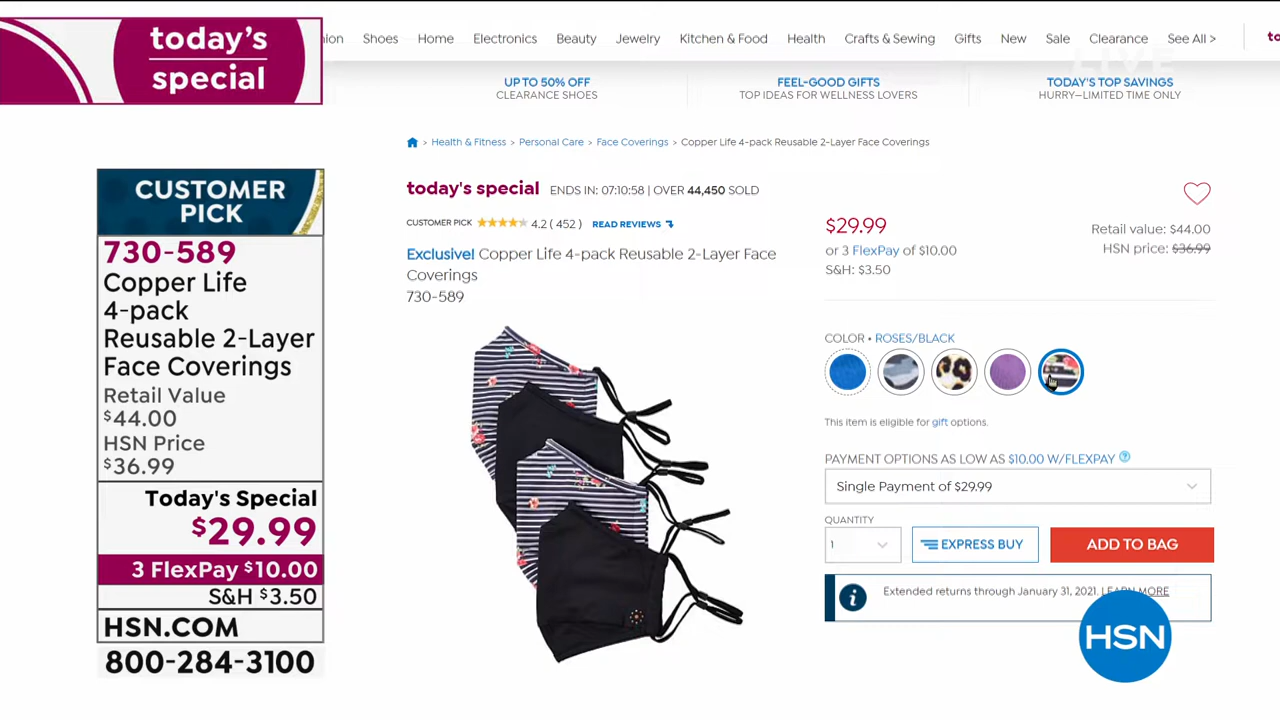 today's
special
ion Shoes Home Electronics Beauty Jewelry Kitchen & Food Health Crafts & Sewing Gifts New Sale Clearance See All > to
LIVE
UP TO 50% OFF
CLEARANCE SHOES
FEEL-GOOD GIFTS
TOP IDEAS FOR WELLNESS LOVERS
TODAY'S TOP SAVINGS
HURRY—LIMITED TIME ONLY
> Health & Fitness > Personal Care > Face Coverings > Copper Life 4-pack Reusable 2-Layer Face Coverings
CUSTOMER
PICK
730-589
Copper Life
4-pack
Reusable 2-Layer
Face Coverings
Retail Value
$44.00
HSN Price
$36.99
Today's Special
$29.99
3 FlexPay $10.00
S&H $3.50
HSN.COM
800-284-3100
today's special ENDS IN: 07:10:58 | OVER 44,450 SOLD
CUSTOMER PICK 4.2 ( 452 ) READ REVIEWS
Exclusive! Copper Life 4-pack Reusable 2-Layer Face
Coverings
730-589
$29.99
or 3 FlexPay of $10.00
S&H: $3.50
Retail value: $44.00
HSN price: $36.99
COLOR • ROSES/BLACK
This item is eligible for gift options.
PAYMENT OPTIONS AS LOW AS $10.00 W/FLEXPAY ?
Single Payment of $29.99
QUANTITY
1
EXPRESS BUY
ADD TO BAG
i Extended returns through January 31, 2021. LEARN MORE
HSN